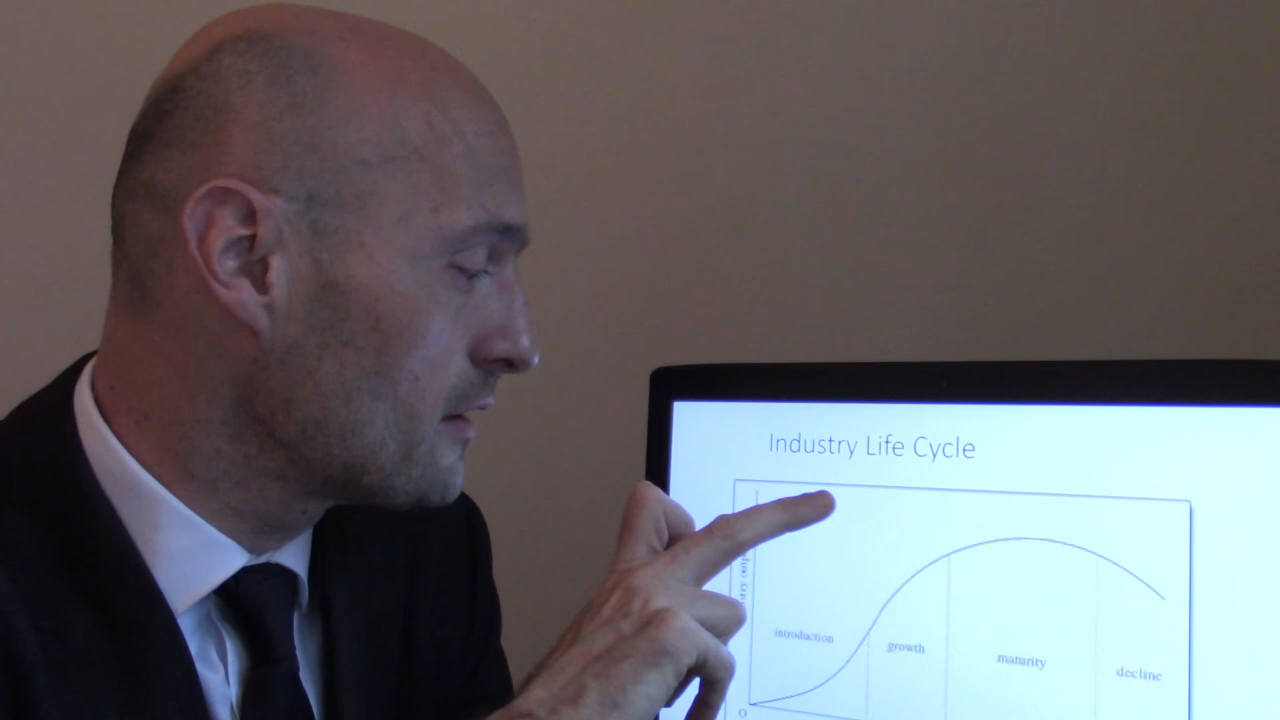 Industry Life Cycle
introduction
growth
maturity
decline
O